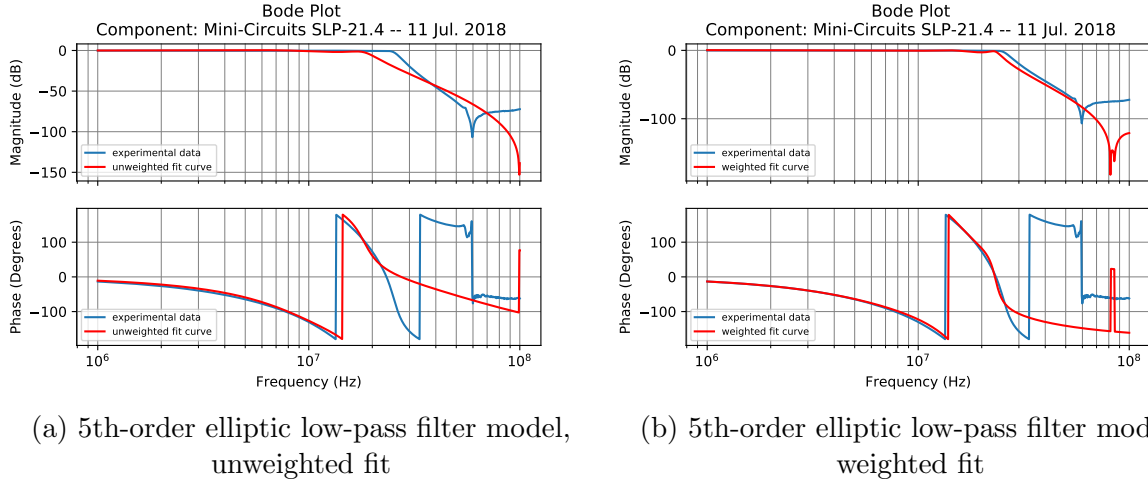 Bode Plot
Component: Mini-Circuits SLP-21.4 -- 11 Jul. 2018
Magnitude (dB)
0
−50
−100
−150
experimental data
unweighted fit curve
Phase (Degrees)
100
0
−100
experimental data
unweighted fit curve
10^6
10^7
10^8
Frequency (Hz)
(a) 5th-order elliptic low-pass filter model,
unweighted fit
Bode Plot
Component: Mini-Circuits SLP-21.4 -- 11 Jul. 2018
Magnitude (dB)
0
−100
experimental data
weighted fit curve
Phase (Degrees)
100
0
−100
experimental data
weighted fit curve
10^6
10^7
10^8
Frequency (Hz)
(b) 5th-order elliptic low-pass filter mod
weighted fit